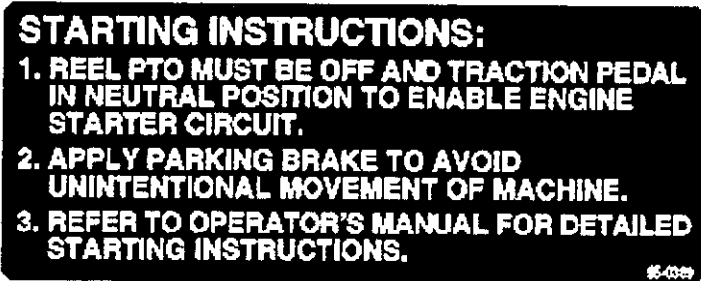 STARTING INSTRUCTIONS:
1. REEL PTO MUST BE OFF AND TRACTION PEDAL
IN NEUTRAL POSITION TO ENABLE ENGINE
STARTER CIRCUIT.
2. APPLY PARKING BRAKE TO AVOID
UNINTENTIONAL MOVEMENT OF MACHINE.
3. REFER TO OPERATOR'S MANUAL FOR DETAILED
STARTING INSTRUCTIONS.